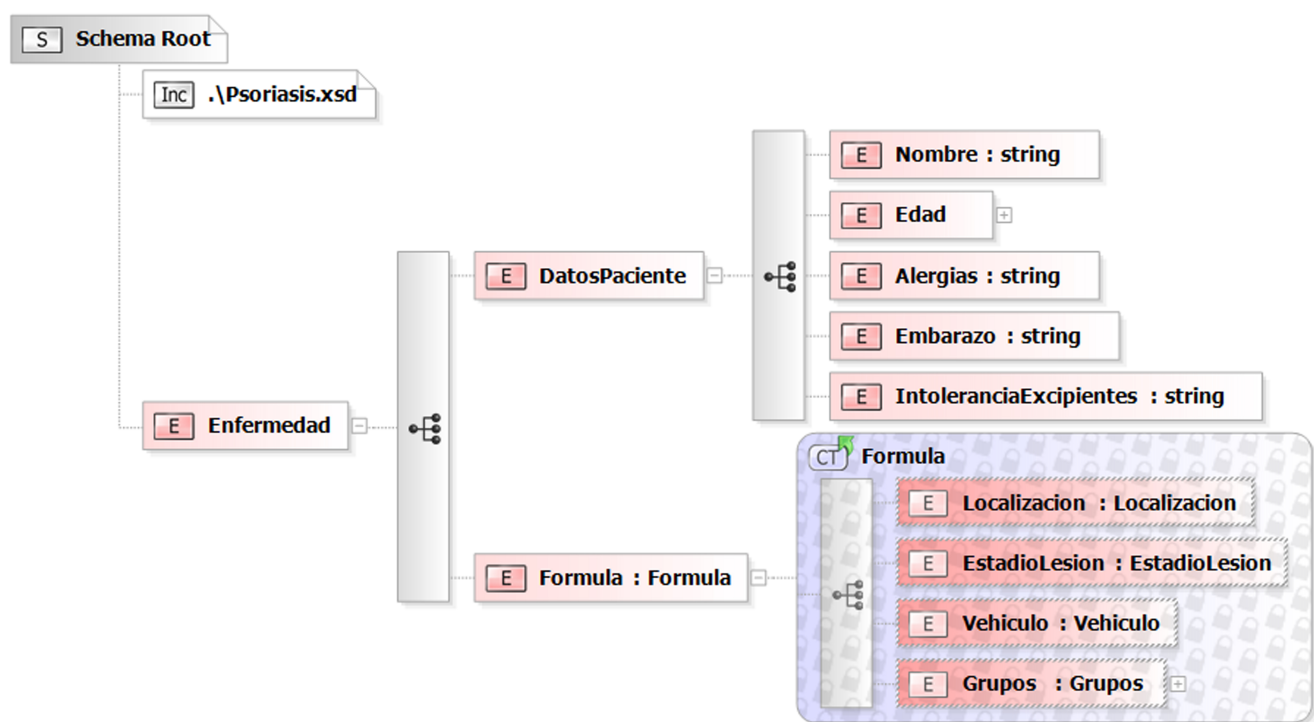 S Schema Root
Inc .\Psoriasis.xsd
E Nombre : string
E Edad
E DatosPaciente
E Alergias : string
E Embarazo : string
E IntoleranciaExcipientes : string
E Enfermedad
CT Formula
E Localizacion : Localizacion
E EstadioLesion : EstadioLesion
E Formula : Formula
E Vehiculo : Vehiculo
E Grupos : Grupos